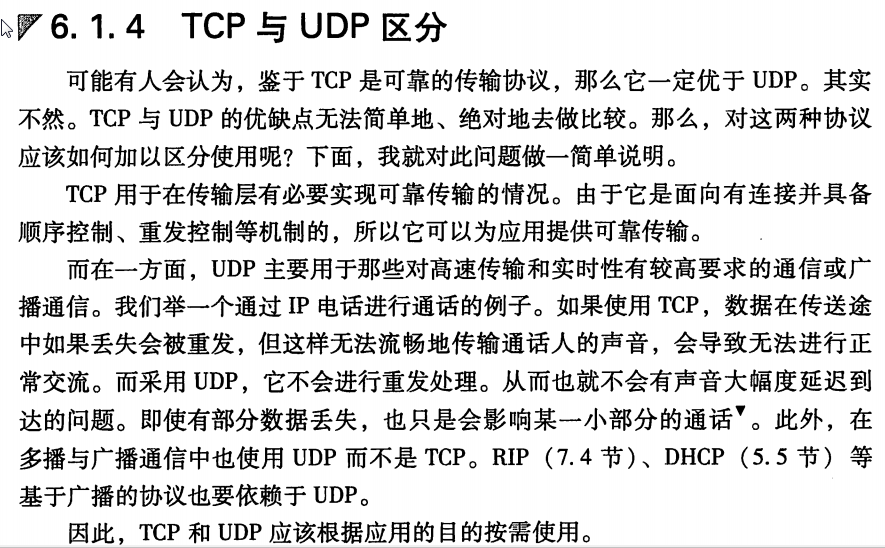 6.1.4 TCP 与 UDP 区分
可能有人会认为，鉴于 TCP 是可靠的传输协议，那么它一定优于 UDP。其实
不然。TCP 与 UDP 的优缺点无法简单地、绝对地去做比较。那么，对这两种协议
应该如何加以区分使用呢？下面，我就对此问题做一简单说明。
TCP 用于在传输层有必要实现可靠传输的情况。由于它是面向有连接并具备
顺序控制、重发控制等机制的，所以它可以为应用提供可靠传输。
而在一方面，UDP 主要用于那些对高速传输和实时性有较高要求的通信或广
播通信。我们举一个通过 IP 电话进行通话的例子。如果使用 TCP，数据在传送途
中如果丢失会被重发，但这样无法流畅地传输通话人的声音，会导致无法进行正
常交流。而采用 UDP，它不会进行重发处理。从而也就不会有声音大幅度延迟到
达的问题。即使有部分数据丢失，也只是会影响某一小部分的通话▼。此外，在
多播与广播通信中也使用 UDP 而不是 TCP。RIP（7.4 节）、DHCP（5.5 节）等
基于广播的协议也要依赖于 UDP。
因此，TCP 和 UDP 应该根据应用的目的按需使用。